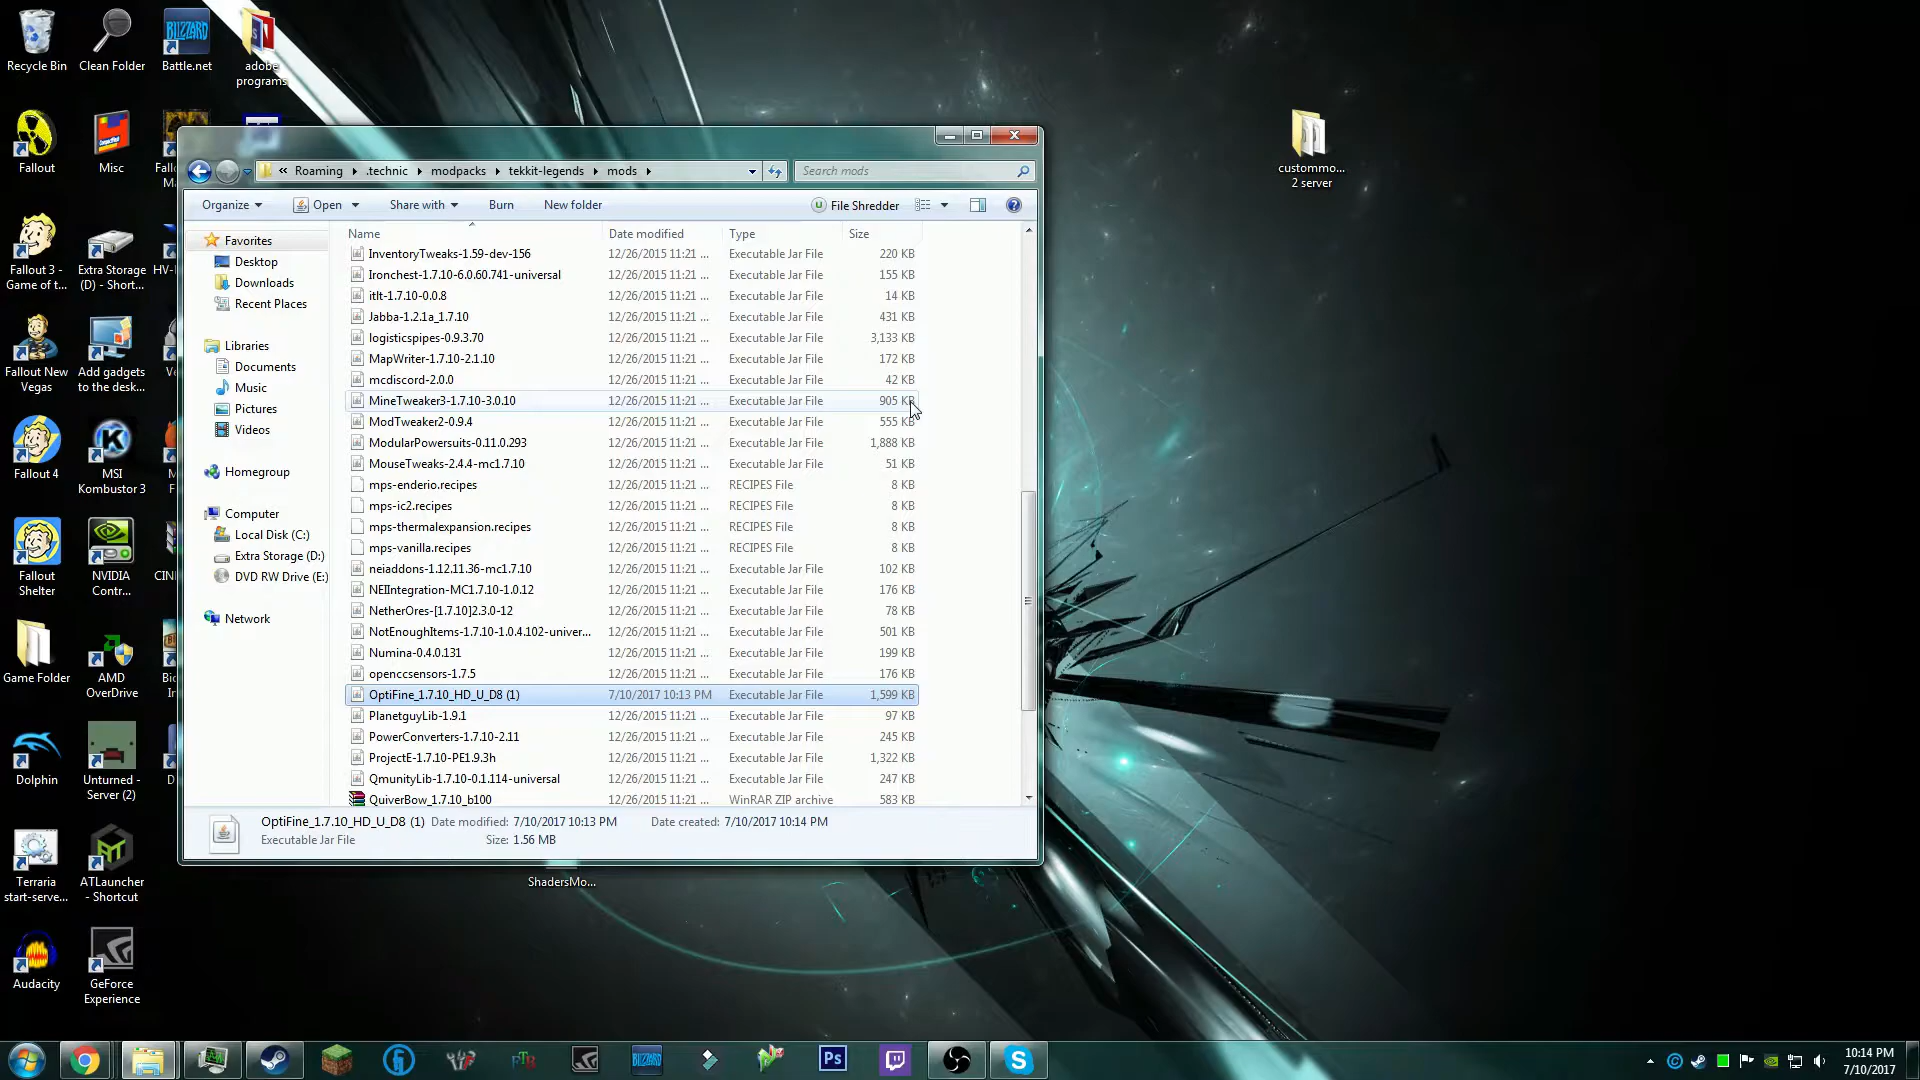 Recycle Bin
Clean Folder
Battle.net
adobe
programs
Fallout
Misc
Fallo...
Fallout 3 -
Game of t...
Extra Storage
(D) - Short...
HV-
Fallout New
Vegas
Add gadgets
to the desk...
Fallout 4
MSI
Kombustor 3
Fallout
Shelter
NVIDIA
Contr...
CINE
Game Folder
AMD
OverDrive
Dolphin
Unturned -
Server (2)
Terraria
start-serve...
ATLauncher
- Shortcut
Audacity
GeForce
Experience
custommo...
2 server
ShadersMo...
« Roaming ▸ .technic ▸ modpacks ▸ tekkit-legends ▸ mods ▸
Search mods
Organize Open Share with Burn New folder File Shredder
Favorites
Desktop
Downloads
Recent Places
Libraries
Documents
Music
Pictures
Videos
Homegroup
Computer
Local Disk (C:)
Extra Storage (D:)
DVD RW Drive (E:)
Network
Name Date modified Type Size
InventoryTweaks-1.59-dev-156 12/26/2015 11:21 ... Executable Jar File 220 KB
Ironchest-1.7.10-6.0.60.741-universal 12/26/2015 11:21 ... Executable Jar File 155 KB
itlt-1.7.10-0.0.8 12/26/2015 11:21 ... Executable Jar File 14 KB
Jabba-1.2.1a_1.7.10 12/26/2015 11:21 ... Executable Jar File 431 KB
logisticspipes-0.9.3.70 12/26/2015 11:21 ... Executable Jar File 3,133 KB
MapWriter-1.7.10-2.1.10 12/26/2015 11:21 ... Executable Jar File 172 KB
mcdiscord-2.0.0 12/26/2015 11:21 ... Executable Jar File 42 KB
MineTweaker3-1.7.10-3.0.10 12/26/2015 11:21 ... Executable Jar File 905 KB
ModTweaker2-0.9.4 12/26/2015 11:21 ... Executable Jar File 555 KB
ModularPowersuits-0.11.0.293 12/26/2015 11:21 ... Executable Jar File 1,888 KB
MouseTweaks-2.4.4-mc1.7.10 12/26/2015 11:21 ... Executable Jar File 51 KB
mps-enderio.recipes 12/26/2015 11:21 ... RECIPES File 8 KB
mps-ic2.recipes 12/26/2015 11:21 ... RECIPES File 8 KB
mps-thermalexpansion.recipes 12/26/2015 11:21 ... RECIPES File 8 KB
mps-vanilla.recipes 12/26/2015 11:21 ... RECIPES File 8 KB
neiaddons-1.12.11.36-mc1.7.10 12/26/2015 11:21 ... Executable Jar File 102 KB
NEIIntegration-MC1.7.10-1.0.12 12/26/2015 11:21 ... Executable Jar File 176 KB
NetherOres-[1.7.10]2.3.0-12 12/26/2015 11:21 ... Executable Jar File 78 KB
NotEnoughItems-1.7.10-1.0.4.102-univer... 12/26/2015 11:21 ... Executable Jar File 501 KB
Numina-0.4.0.131 12/26/2015 11:21 ... Executable Jar File 199 KB
openccsensors-1.7.5 12/26/2015 11:21 ... Executable Jar File 176 KB
OptiFine_1.7.10_HD_U_D8 (1) 7/10/2017 10:13 PM Executable Jar File 1,599 KB
PlanetguyLib-1.9.1 12/26/2015 11:21 ... Executable Jar File 97 KB
PowerConverters-1.7.10-2.11 12/26/2015 11:21 ... Executable Jar File 245 KB
ProjectE-1.7.10-PE1.9.3h 12/26/2015 11:21 ... Executable Jar File 1,322 KB
QmunityLib-1.7.10-0.1.114-universal 12/26/2015 11:21 ... Executable Jar File 247 KB
QuiverBow_1.7.10_b100 12/26/2015 11:21 ... WinRAR ZIP archive 583 KB
OptiFine_1.7.10_HD_U_D8 (1) Date modified: 7/10/2017 10:13 PM Date created: 7/10/2017 10:14 PM
Executable Jar File Size: 1.56 MB
10:14 PM
7/10/2017